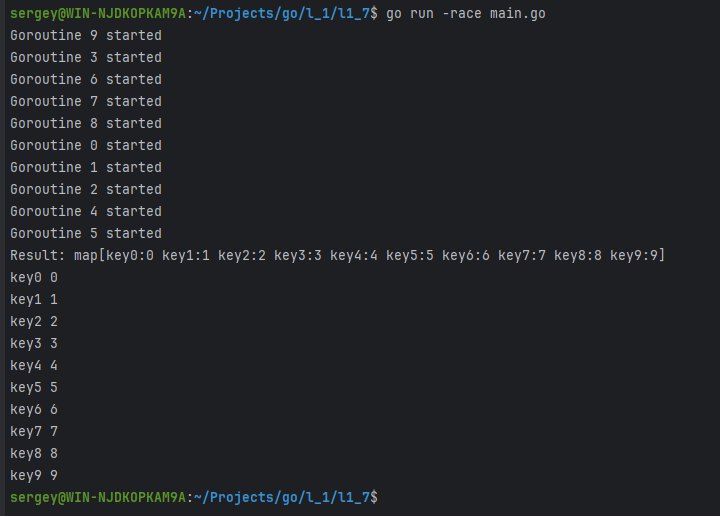 sergey@WIN-NJDKOPKAM9A:~/Projects/go/l_1/l1_7$ go run -race main.go
Goroutine 9 started
Goroutine 3 started
Goroutine 6 started
Goroutine 7 started
Goroutine 8 started
Goroutine 0 started
Goroutine 1 started
Goroutine 2 started
Goroutine 4 started
Goroutine 5 started
Result: map[key0:0 key1:1 key2:2 key3:3 key4:4 key5:5 key6:6 key7:7 key8:8 key9:9]
key0 0
key1 1
key2 2
key3 3
key4 4
key5 5
key6 6
key7 7
key8 8
key9 9
sergey@WIN-NJDKOPKAM9A:~/Projects/go/l_1/l1_7$